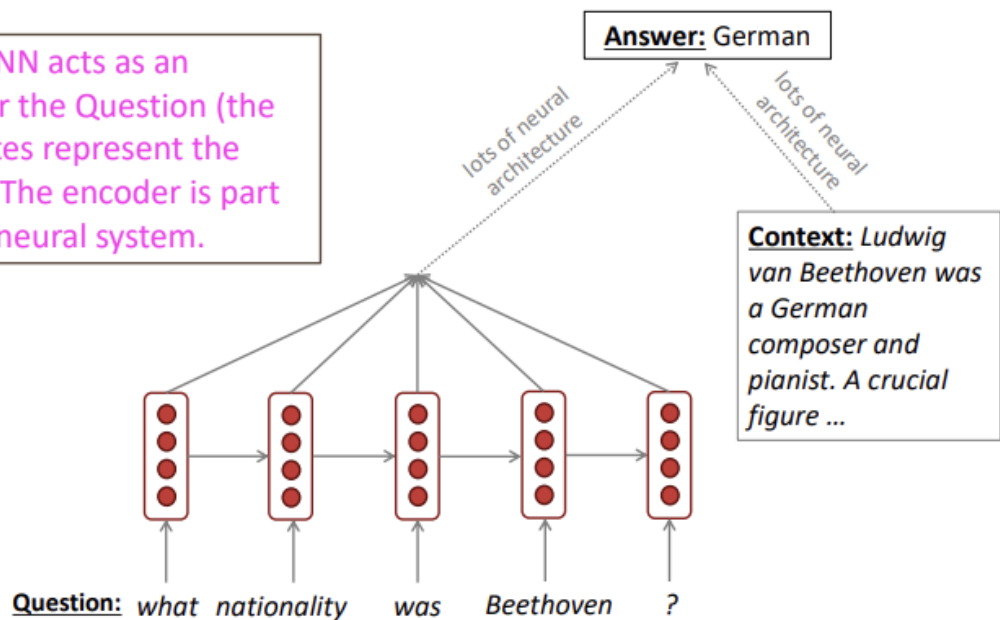 NN acts as an
r the Question (the
tes represent the
The encoder is part
neural system.
Answer: German
lots of neural
architecture
lots of neural
architecture
Context: Ludwig
van Beethoven was
a German
composer and
pianist. A crucial
figure ...
Question: what nationality was Beethoven ?